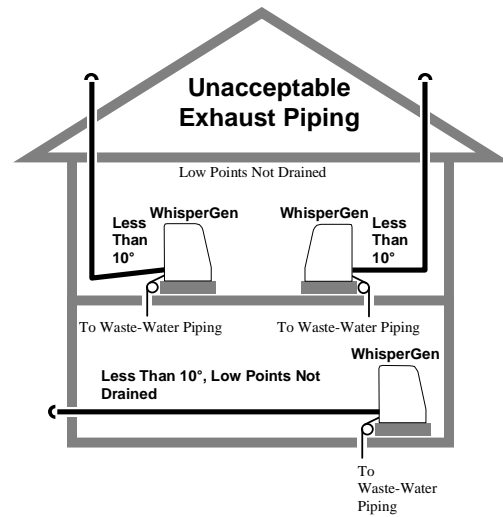 Unacceptable
Exhaust Piping
Low Points Not Drained
WhisperGen
Less
Than
10°
To Waste-Water Piping
WhisperGen
Less
Than
10°
To Waste-Water Piping
WhisperGen
Less Than 10°, Low Points Not
Drained
To
Waste-Water
Piping